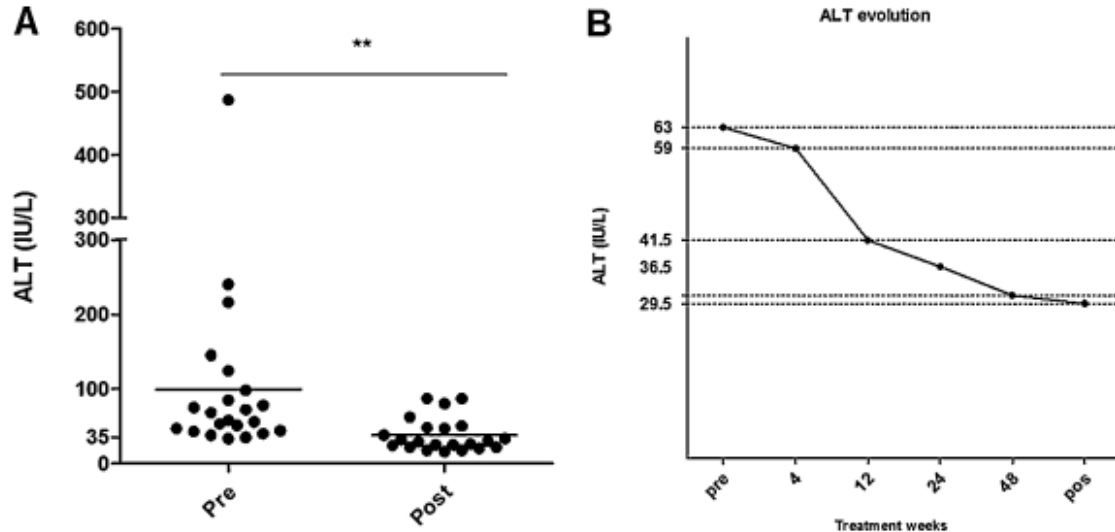 A
**
600
500
400
300
300
200
100
35
0
ALT (IU/L)
Pre
Post
B
ALT evolution
63
59
41.5
36.5
29.5
ALT (IU/L)
pre
4
12
24
48
pos
Treatment weeks